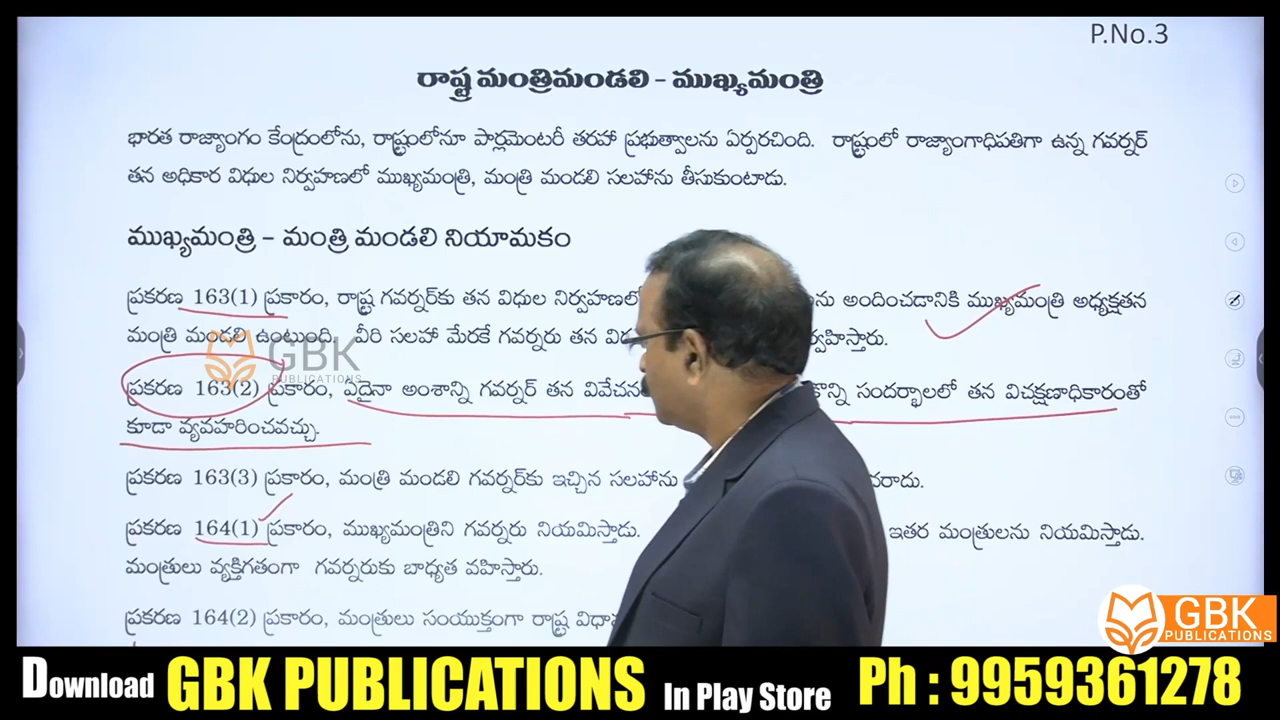 P.No.3
రాష్ట్ర మంత్రిమండలి - ముఖ్యమంత్రి
భారత రాజ్యాంగం కేంద్రంలోను, రాష్ట్రంలోనూ పార్లమెంటరీ తరహా ప్రభుత్వాలను ఏర్పరచింది. రాష్ట్రంలో రాజ్యాంగాధిపతిగా ఉన్న గవర్నర్
తన అధికార విధుల నిర్వహణలో ముఖ్యమంత్రి, మంత్రి మండలి సలహాను తీసుకుంటాడు.
ముఖ్యమంత్రి - మంత్రి మండలి నియామకం
ప్రకరణ 163(1) ప్రకారం, రాష్ట్ర గవర్నర్‌కు తన విధుల నిర్వహణలో అందించడానికి ముఖ్యమంత్రి అధ్యక్షతన
మంత్రి మండలి ఉంటుంది. వీరి సలహా మేరకే గవర్నరు తన
ప్రకరణ 163(2) ప్రకారం, ఏదైనా అంశాన్ని గవర్నర్ తన కొన్ని సందర్భాలలో తన విచక్షణాధికారంతో
కూడా వ్యవహరించవచ్చు.
ప్రకరణ 163(3) ప్రకారం, మంత్రి మండలి గవర్నర్‌కు ఇచ్చిన సలహాను
ప్రకరణ 164(1) ప్రకారం, ముఖ్యమంత్రిని గవర్నరు నియమిస్తాడు. ఇతర మంత్రులను నియమిస్తాడు.
మంత్రులు వ్యక్తిగతంగా గవర్నరుకు బాధ్యత వహిస్తారు.
ప్రకరణ 164(2) ప్రకారం, మంత్రులు సంయుక్తంగా రాష్ట్ర
GBK
PUBLICATIONS
GBK
PUBLICATIONS
Download GBK PUBLICATIONS In Play Store Ph : 9959361278